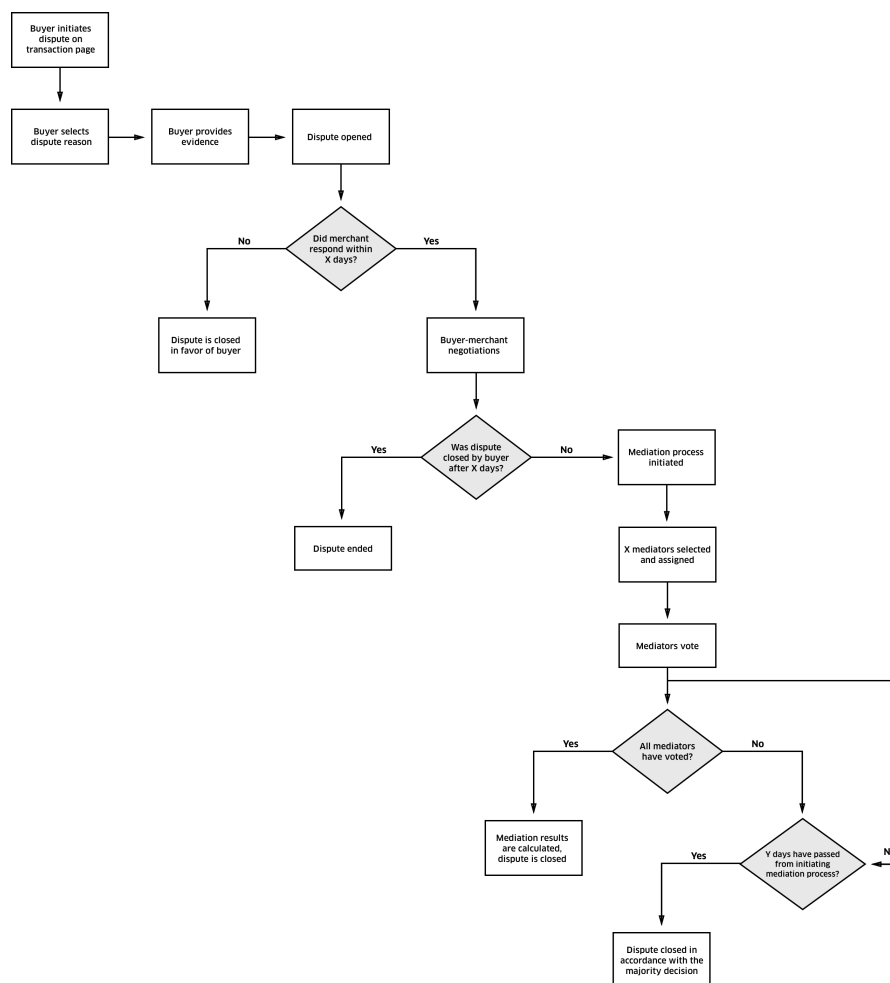 Buyer initiates
dispute on
transaction page
Buyer selects
dispute reason
Buyer provides
evidence
Dispute opened
Did merchant
respond within
X days?
No
Yes
Dispute is closed
in favor of buyer
Buyer-merchant
negotiations
Was dispute
closed by buyer
after X days?
Yes
No
Mediation process
initiated
Dispute ended
X mediators selected
and assigned
Mediators vote
All mediators
have voted?
Yes
No
Mediation results
are calculated,
dispute is closed
Y days have passed
from initiating
mediation process?
Yes
Dispute closed in
accordance with the
majority decision